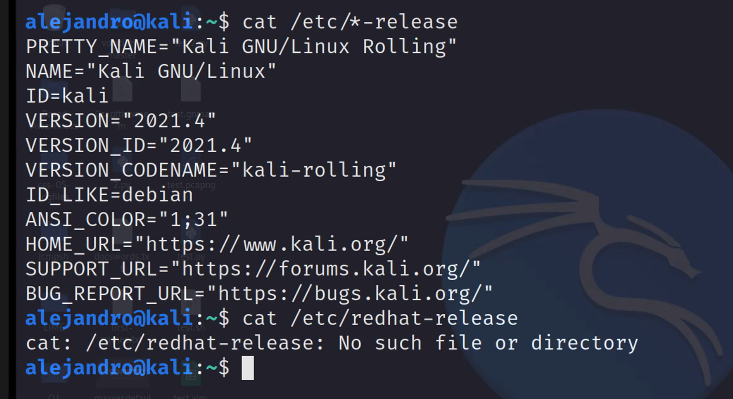 alejandro@kali:~$ cat /etc/*-release
PRETTY_NAME="Kali GNU/Linux Rolling"
NAME="Kali GNU/Linux"
ID=kali
VERSION="2021.4"
VERSION_ID="2021.4"
VERSION_CODENAME="kali-rolling"
ID_LIKE=debian
ANSI_COLOR="1;31"
HOME_URL="https://www.kali.org/"
SUPPORT_URL="https://forums.kali.org/"
BUG_REPORT_URL="https://bugs.kali.org/"
alejandro@kali:~$ cat /etc/redhat-release
cat: /etc/redhat-release: No such file or directory
alejandro@kali:~$